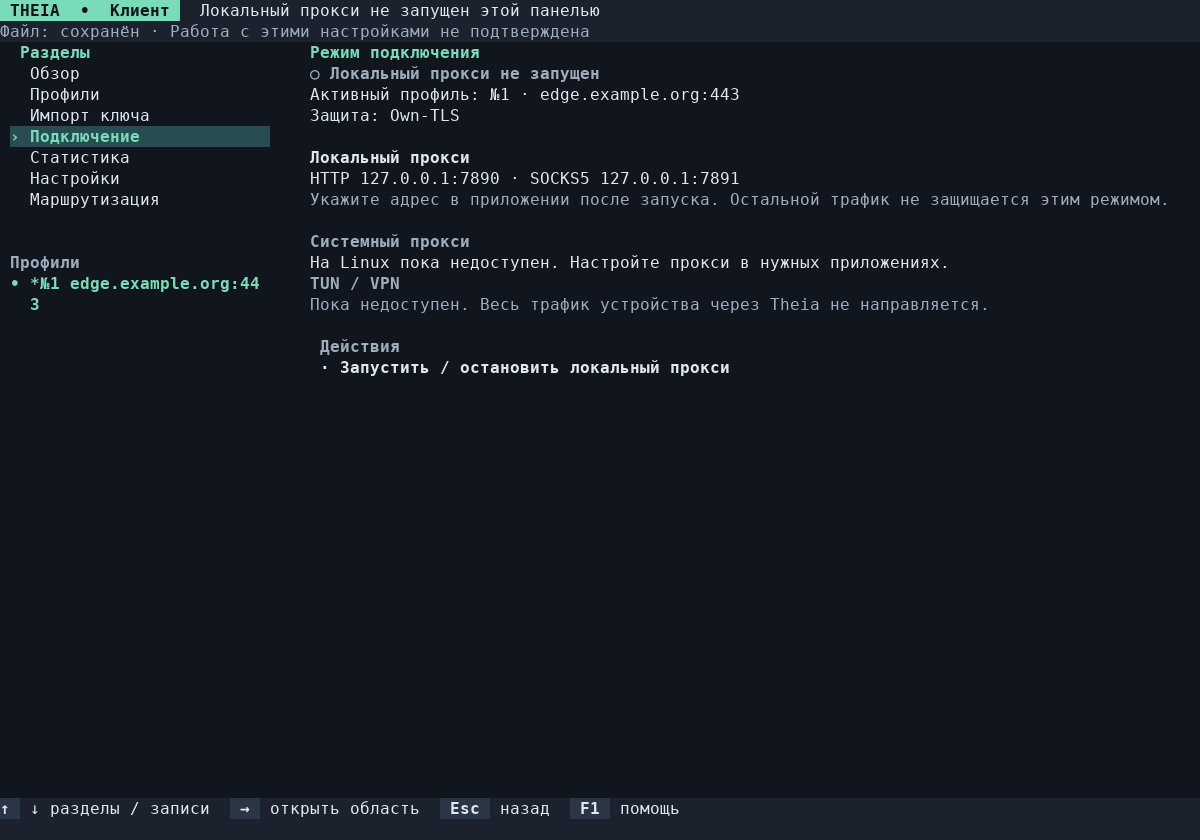 THEIA • Клиент Локальный прокси не запущен этой панелью
Файл: сохранён · Работа с этими настройками не подтверждена
Разделы
Обзор
Профили
Импорт ключа
› Подключение
Статистика
Настройки
Маршрутизация
Профили
• *№1 edge.example.org:44
3
Режим подключения
○ Локальный прокси не запущен
Активный профиль: №1 · edge.example.org:443
Защита: Own-TLS
Локальный прокси
HTTP 127.0.0.1:7890 · SOCKS5 127.0.0.1:7891
Укажите адрес в приложении после запуска. Остальной трафик не защищается этим режимом.
Системный прокси
На Linux пока недоступен. Настройте прокси в нужных приложениях.
TUN / VPN
Пока недоступен. Весь трафик устройства через Theia не направляется.
Действия
· Запустить / остановить локальный прокси
↑ ↓ разделы / записи → открыть область Esc назад F1 помощь